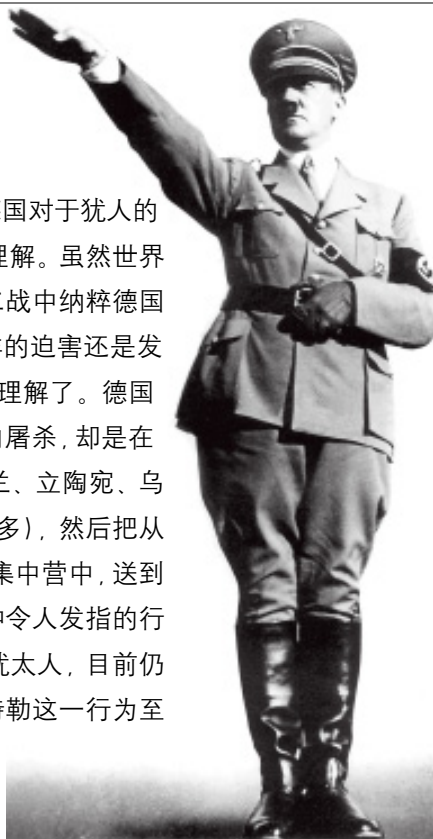 国对于犹人的
理解。虽然世界
二战中纳粹德国
的迫害还是发
理解了。德国
屠杀，却是在
兰、立陶宛、乌
多），然后把从
集中营中，送到
令人发指的行
犹太人，目前仍
特勒这一行为至